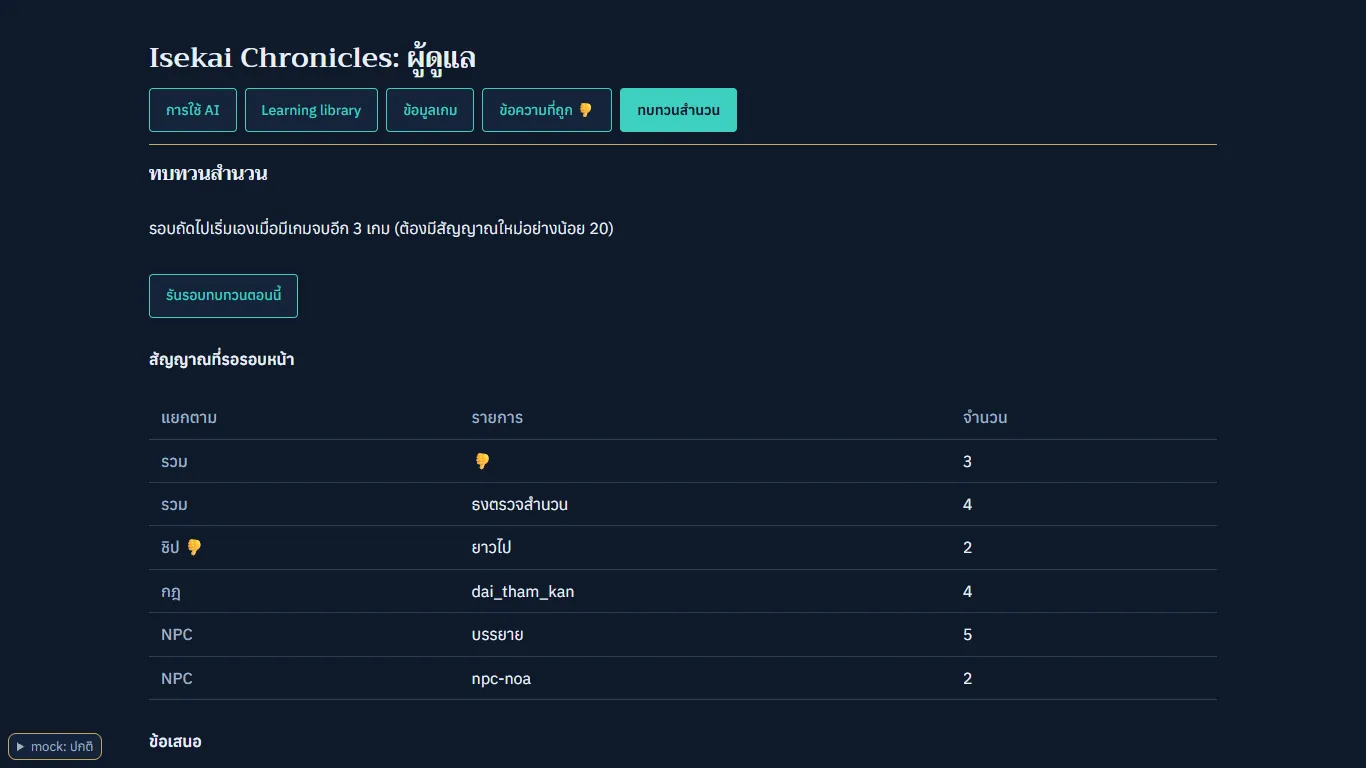 Isekai Chronicles: ผู้ดูแล
การใช้ AI
Learning library
ข้อมูลเกม
ข้อความที่ถูก 👎
ทบทวนสำนวน
ทบทวนสำนวน
รอบถัดไปเริ่มเองเมื่อมีเกมจบอีก 3 เกม (ต้องมีสัญญาณใหม่อย่างน้อย 20)
รันรอบทบทวนตอนนี้
สัญญาณที่รอรอบหน้า
แยกตาม รายการ จำนวน
รวม 👎 3
รวม ธงตรวจสำนวน 4
ชิป 👎 ยาวไป 2
กฎ dai_tham_kan 4
NPC บรรยาย 5
NPC npc-noa 2
ข้อเสนอ
▶ mock: ปกติ